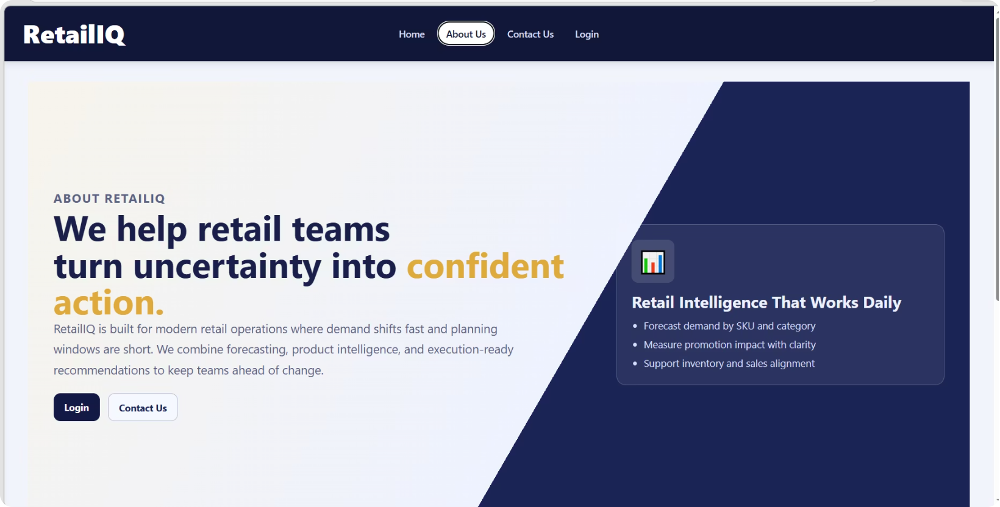 RetailIQ
Home
About Us
Contact Us
Login
ABOUT RETAILIQ
We help retail teams
turn uncertainty into confident
action.
RetailIQ is built for modern retail operations where demand shifts fast and planning
windows are short. We combine forecasting, product intelligence, and execution-ready
recommendations to keep teams ahead of change.
Login
Contact Us
Retail Intelligence That Works Daily
• Forecast demand by SKU and category
• Measure promotion impact with clarity
• Support inventory and sales alignment